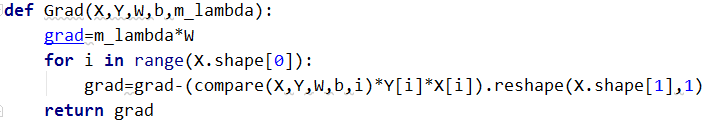 def Grad(X,Y,W,b,m_lambda):
    grad=m_lambda*W
    for i in range(X.shape[0]):
        grad=grad-(compare(X,Y,W,b,i)*Y[i]*X[i]).reshape(X.shape[1],1)
    return grad